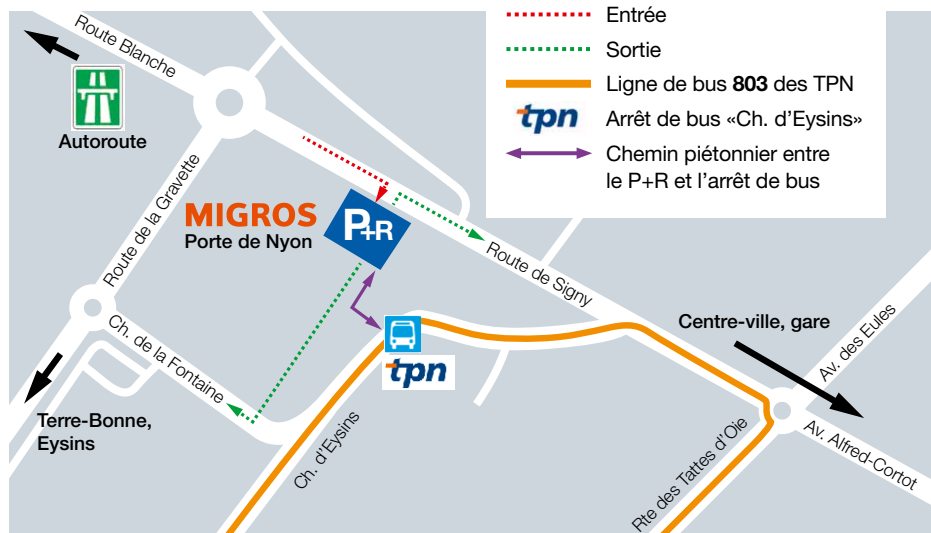 Entrée
Sortie
Ligne de bus 803 des TPN
tpn
Arrêt de bus «Ch. d'Eysins»
Chemin piétonnier entre
le P+R et l'arrêt de bus
Route Blanche
Autoroute
Route de la Gravette
MIGROS
Porte de Nyon
P+R
Route de Signy
Centre-ville, gare
Av. des Eules
Ch. de la Fontaine
tpn
Terre-Bonne,
Eysins
Ch. d'Eysins
Rte des Tattes d'Oie
Av. Alfred-Cortot